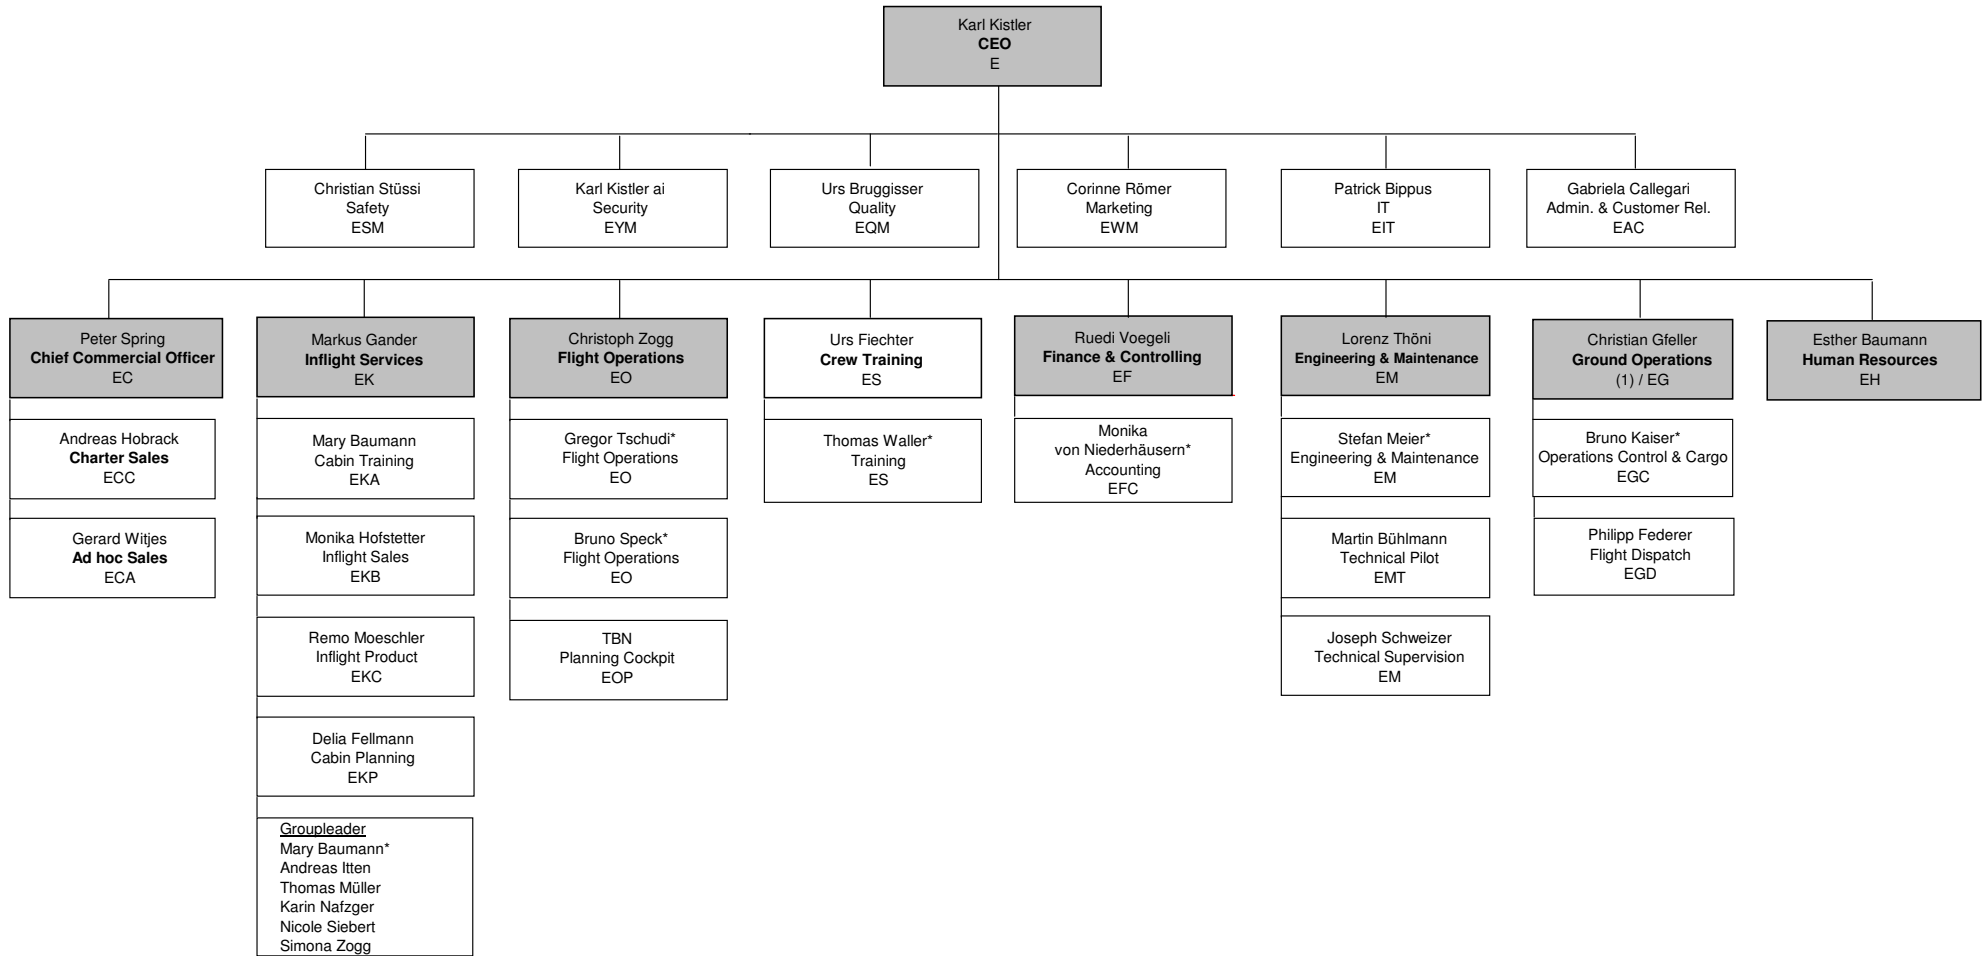 Karl Kistler
CEO
E
Christian Stüssi
Safety
ESM
Karl Kistler ai
Security
EYM
Urs Bruggisser
Quality
EQM
Corinne Römer
Marketing
EWM
Patrick Bippus
IT
EIT
Gabriela Callegari
Admin. & Customer Rel.
EAC
Peter Spring
Chief Commercial Officer
EC
Markus Gander
Inflight Services
EK
Christoph Zogg
Flight Operations
EO
Urs Fiechter
Crew Training
ES
Ruedi Voegeli
Finance & Controlling
EF
Lorenz Thöni
Engineering & Maintenance
EM
Christian Gfeller
Ground Operations
(1) / EG
Esther Baumann
Human Resources
EH
Andreas Hobrack
Charter Sales
ECC
Gerard Witjes
Ad hoc Sales
ECA
Mary Baumann
Cabin Training
EKA
Monika Hofstetter
Inflight Sales
EKB
Remo Moeschler
Inflight Product
EKC
Delia Fellmann
Cabin Planning
EKP
Groupleader
Mary Baumann*
Andreas Itten
Thomas Müller
Karin Nafzger
Nicole Siebert
Simona Zogg
Gregor Tschudi*
Flight Operations
EO
Bruno Speck*
Flight Operations
EO
TBN
Planning Cockpit
EOP
Thomas Waller*
Training
ES
Monika
von Niederhäusern*
Accounting
EFC
Stefan Meier*
Engineering & Maintenance
EM
Martin Bühlmann
Technical Pilot
EMT
Joseph Schweizer
Technical Supervision
EM
Bruno Kaiser*
Operations Control & Cargo
EGC
Philipp Federer
Flight Dispatch
EGD